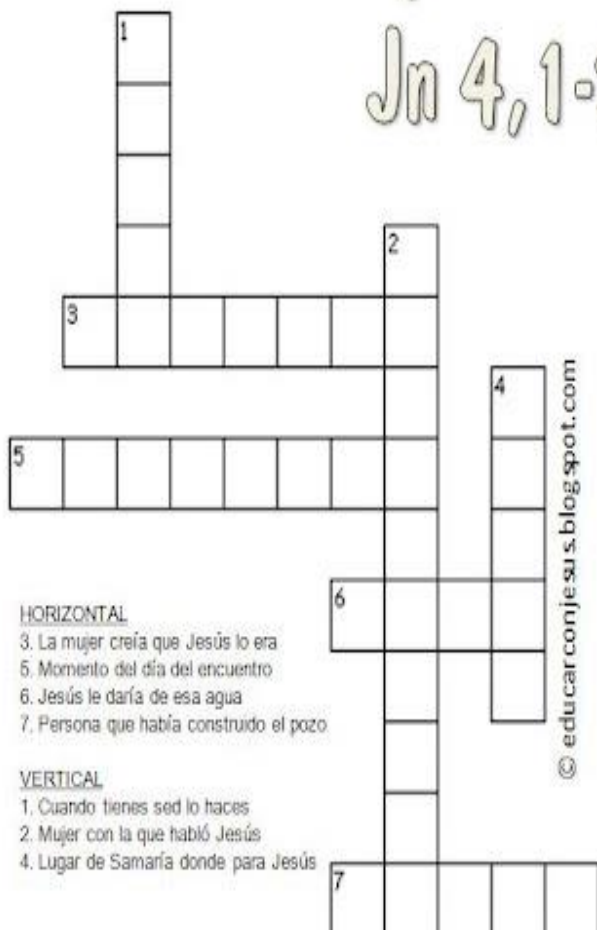 Jn 4, 1-
1
2
3
4
5
6
HORIZONTAL
3. La mujer creía que Jesús lo era
5. Momento del día del encuentro
6. Jesús le daría de esa agua
7. Persona que había construido el pozo
VERTICAL
1. Cuando tienes sed lo haces
2. Mujer con la que habló Jesús
4. Lugar de Samaría donde para Jesús
7
© educarconjesus.blogspot.com